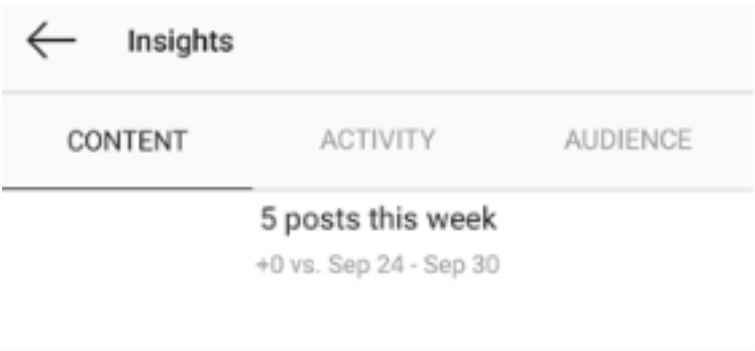 Insights
CONTENT ACTIVITY AUDIENCE
5 posts this week
+0 vs. Sep 24 - Sep 30